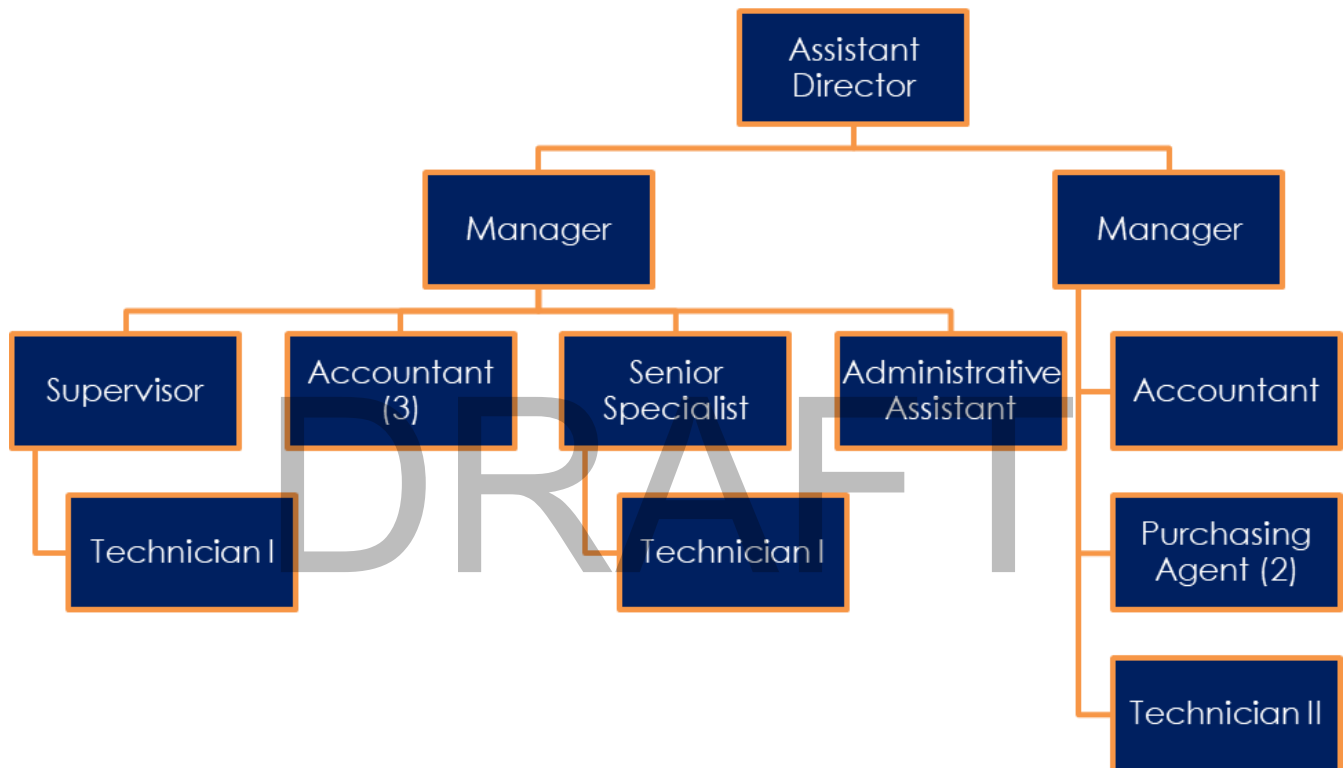 Assistant
Director
Manager
Manager
Supervisor
Accountant
(3)
Senior
Specialist
Administrative
Assistant
Accountant
Technician I
Technician I
Purchasing
Agent (2)
Technician II
DRAFT